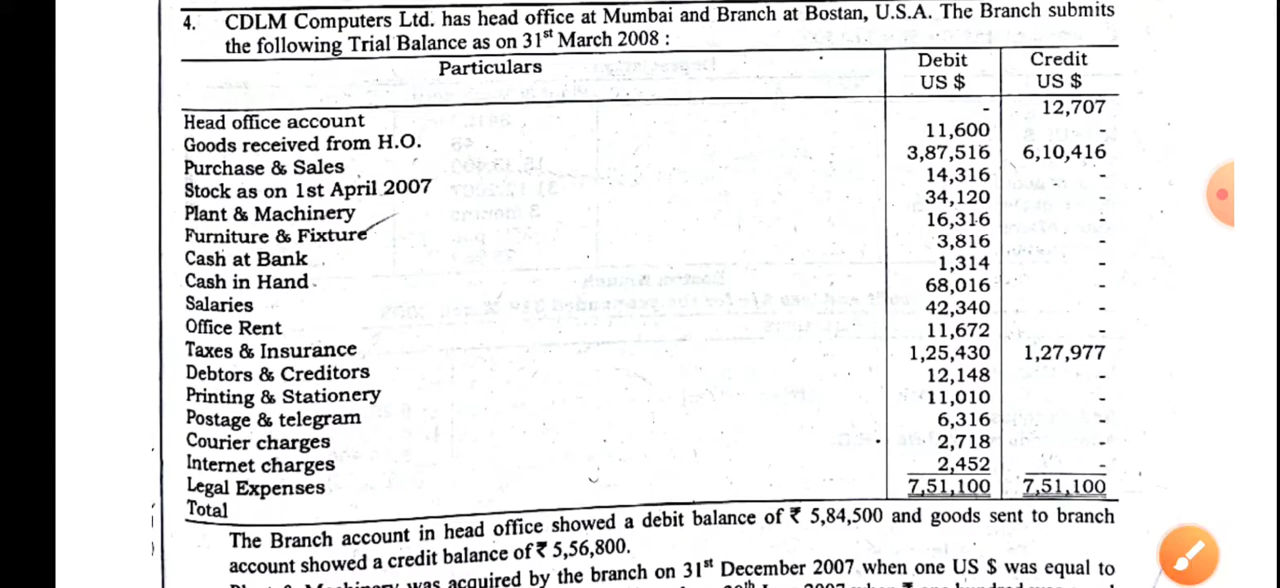 4. CDLM Computers Ltd. has head office at Mumbai and Branch at Bostan, U.S.A. The Branch submits
the following Trial Balance as on 31st March 2008 :
Particulars Debit US $ Credit US $
Head office account - 12,707
Goods received from H.O. 11,600 -
Purchase & Sales 3,87,516 6,10,416
Stock as on 1st April 2007 14,316 -
Plant & Machinery 34,120 -
Furniture & Fixture 16,316 -
Cash at Bank 3,816 -
Cash in Hand 1,314 -
Salaries 68,016 -
Office Rent 42,340 -
Taxes & Insurance 11,672 -
Debtors & Creditors 1,25,430 1,27,977
Printing & Stationery 12,148 -
Postage & telegram 11,010 -
Courier charges 6,316 -
Internet charges 2,718 -
Legal Expenses 2,452 -
Total 7,51,100 7,51,100
The Branch account in head office showed a debit balance of ₹ 5,84,500 and goods sent to branch
account showed a credit balance of ₹ 5,56,800.
was acquired by the branch on 31st December 2007 when one US $ was equal to